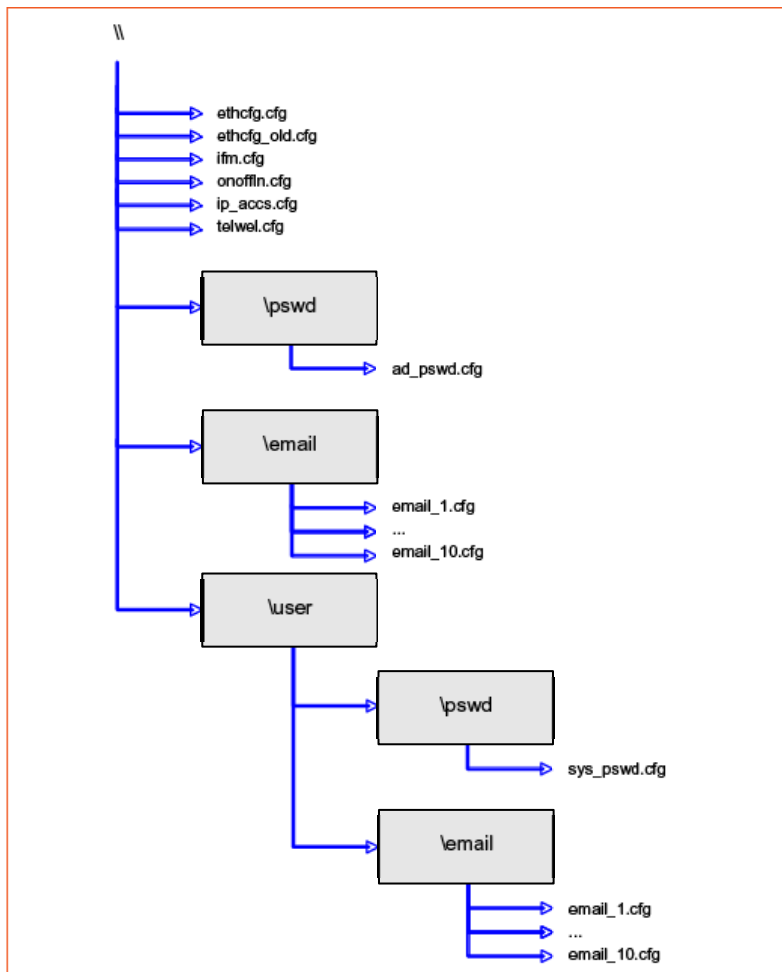 \\
ethcfg.cfg
ethcfg_old.cfg
ifm.cfg
onoffln.cfg
ip_accs.cfg
telwel.cfg
\pswd
ad_pswd.cfg
\email
email_1.cfg
...
email_10.cfg
\user
\pswd
sys_pswd.cfg
\email
email_1.cfg
...
email_10.cfg